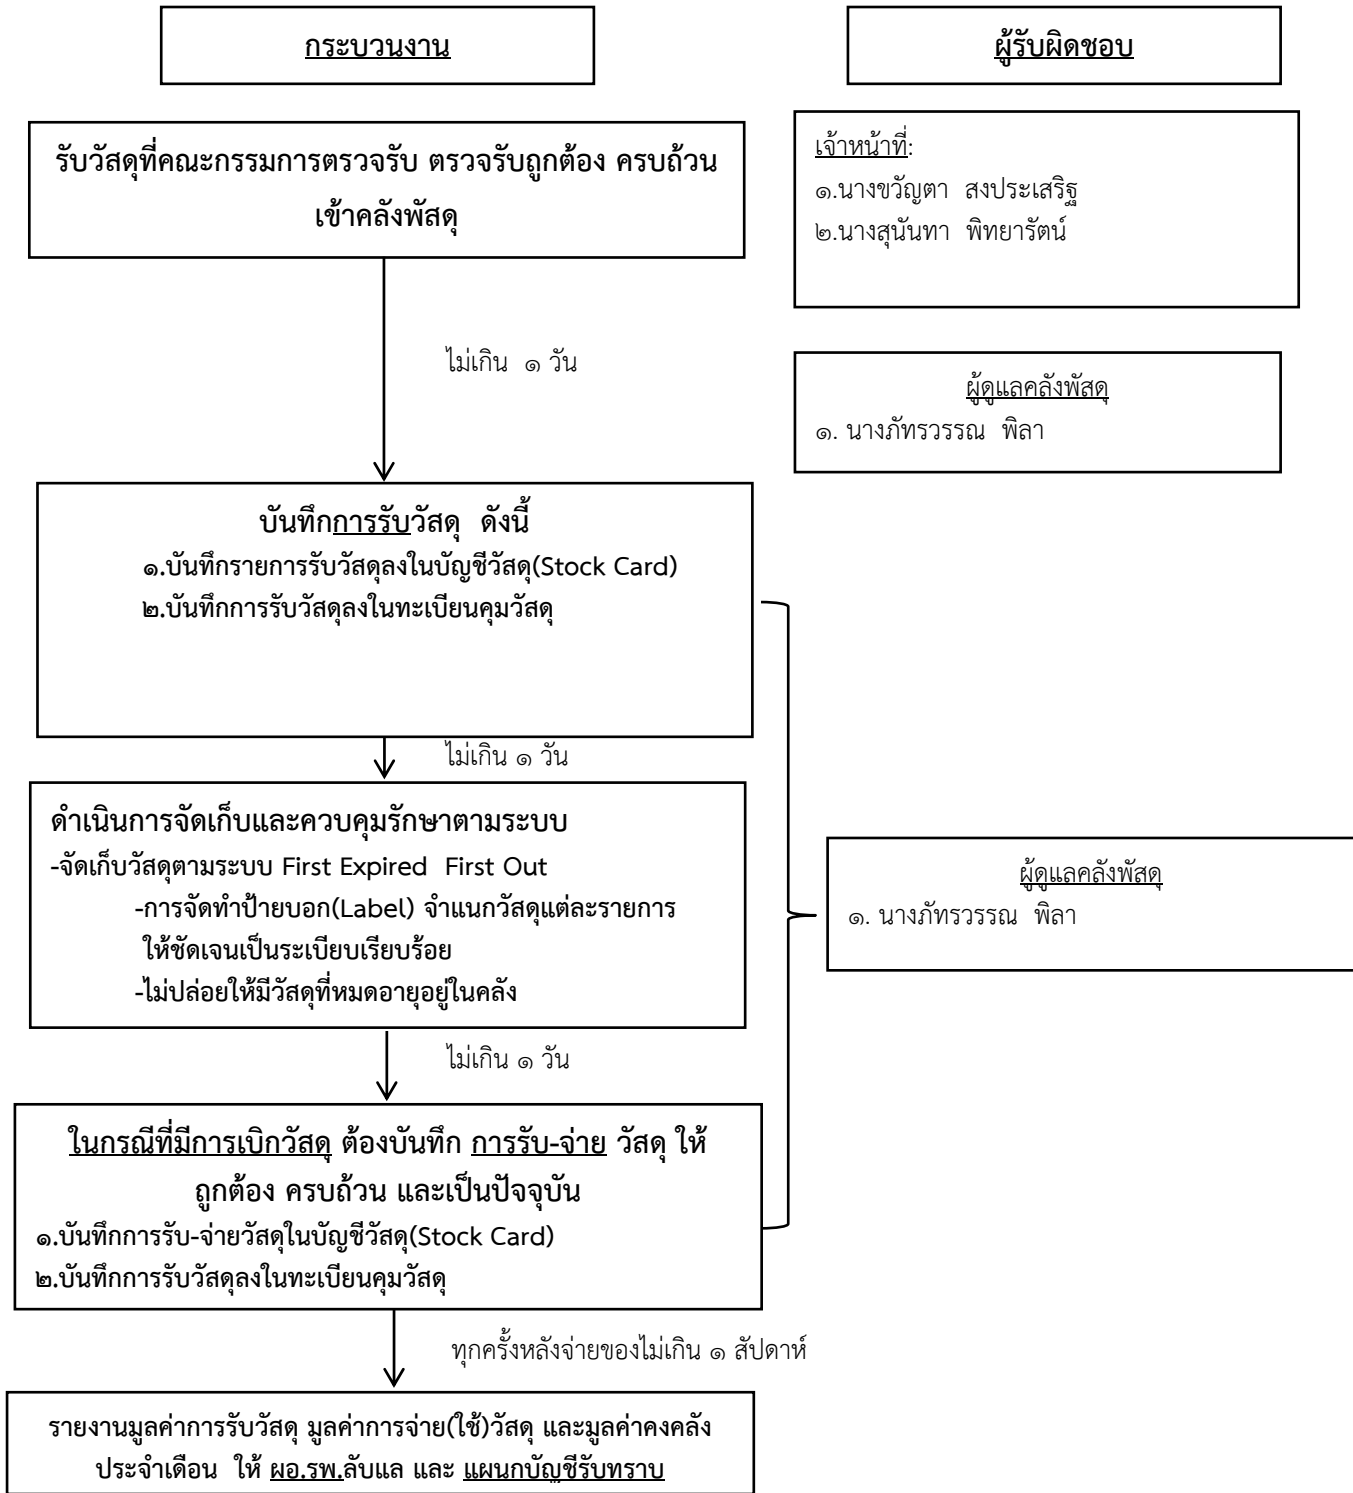 กระบวนงาน
ผู้รับผิดชอบ
รับวัสดุที่คณะกรรมการตรวจรับ ตรวจรับถูกต้อง ครบถ้วน
เข้าคลังพัสดุ
เจ้าหน้าที่:
๑.นางขวัญตา สงประเสริฐ
๒.นางสุนันทา พิทยารัตน์
ไม่เกิน ๑ วัน
ผู้ดูแลคลังพัสดุ
๑. นางภัทรวรรณ พิลา
บันทึกการรับวัสดุ ดังนี้
๑.บันทึกรายการรับวัสดุลงในบัญชีวัสดุ(Stock Card)
๒.บันทึกการรับวัสดุลงในทะเบียนคุมวัสดุ
ไม่เกิน ๑ วัน
ดำเนินการจัดเก็บและควบคุมรักษาตามระบบ
-จัดเก็บวัสดุตามระบบ First Expired First Out
-การจัดทำป้ายบอก(Label) จำแนกวัสดุแต่ละรายการ
ให้ชัดเจนเป็นระเบียบเรียบร้อย
-ไม่ปล่อยให้มีวัสดุที่หมดอายุอยู่ในคลัง
ผู้ดูแลคลังพัสดุ
๑. นางภัทรวรรณ พิลา
ไม่เกิน ๑ วัน
ในกรณีที่มีการเบิกวัสดุ ต้องบันทึก การรับ-จ่าย วัสดุ ให้
ถูกต้อง ครบถ้วน และเป็นปัจจุบัน
๑.บันทึกการรับ-จ่ายวัสดุในบัญชีวัสดุ(Stock Card)
๒.บันทึกการรับวัสดุลงในทะเบียนคุมวัสดุ
ทุกครั้งหลังจ่ายของไม่เกิน ๑ สัปดาห์
รายงานมูลค่าการรับวัสดุ มูลค่าการจ่าย(ใช้)วัสดุ และมูลค่าคงคลัง
ประจำเดือน ให้ ผอ.รพ.ลับแล และ แผนกบัญชีรับทราบ